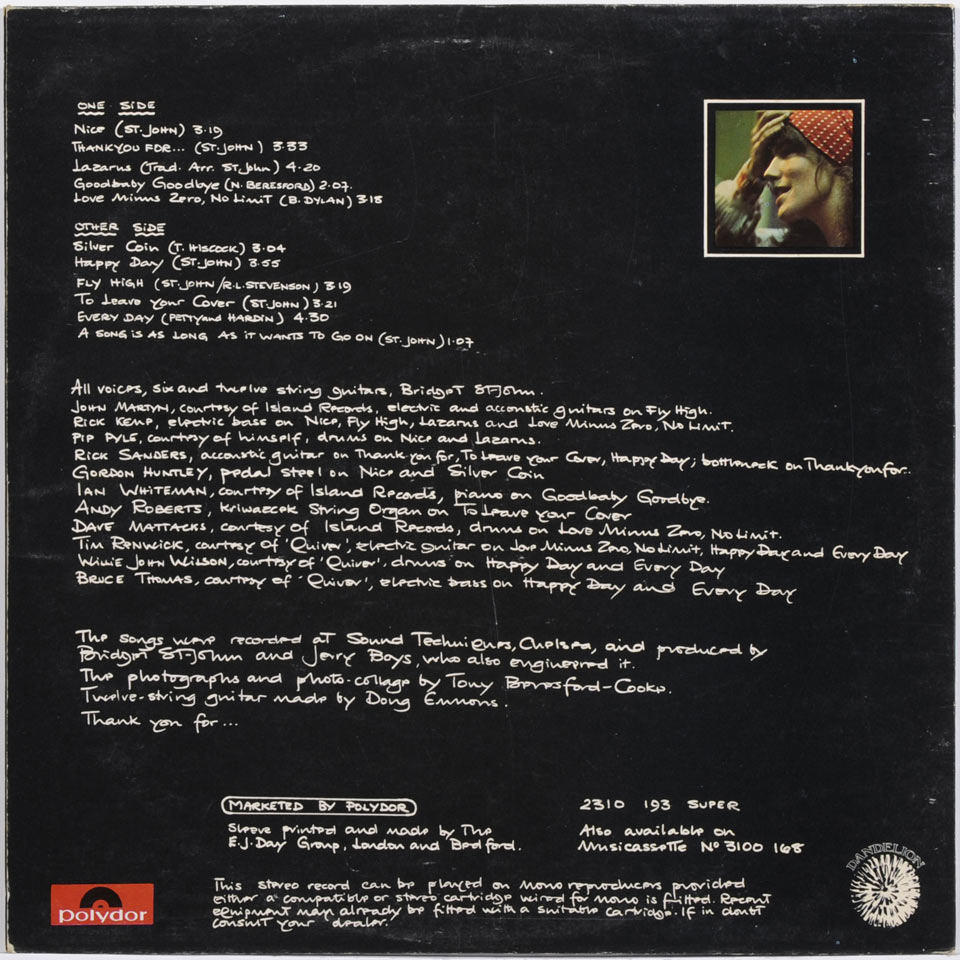 ONE SIDE
Nice (ST. JOHN) 3·19
THANKYOU FOR... (ST. JOHN) 3·33
Lazarus (Trad. Arr. St John) 4·20
Goodbaby Goodbye (N. BERESFORD) 2·07.
Love Minus Zero, No Limit (B. DYLAN) 3·18
OTHER SIDE
Silver Coin (T. HISCOCK) 3·04
Happy Day (ST. JOHN) 3·55
FLY HIGH (ST. JOHN/R.L. STEVENSON) 3·19
To Leave Your Cover (ST. JOHN) 3·21
EVERY DAY (PETTY and HARDIN) 4·30
A SONG IS AS LONG AS IT WANTS TO GO ON (ST. JOHN) 1·07
All voices, six and twelve string guitars, Bridget St-John.
JOHN MARTYN, courtesy of Island Records, electric and accoustic guitars on Fly High.
RICK KEMP, electric bass on Nice, Fly High, Lazarus and Love Minus Zero, No Limit.
PIP PYLE, courtesy of himself, drums on Nice and Lazarus.
RICK SANDERS, accoustic guitar on Thank you for, To Leave your Cover, Happy Day; bottleneck on Thankyou for..
GORDON HUNTLEY, pedal steel on Nice and Silver Coin
IAN WHITEMAN, courtesy of Island Records, piano on Goodbaby Goodbye.
ANDY ROBERTS, kriwaczek String Organ on To Leave your Cover
DAVE MATTACKS, courtesy of Island Records, drums on Love Minus Zero, No Limit.
TIM RENWICK, courtesy of 'Quiver', electric guitar on Love Minus Zero, No Limit, Happy Day and Every Day
WILLIE JOHN WILSON, courtesy of 'Quiver', drums on Happy Day and Every Day
BRUCE THOMAS, courtesy of 'Quiver', electric bass on Happy Day and Every Day
The songs were recorded at Sound Techniques, Chelsea, and produced by
Bridget St-John and Jerry Boys, who also engineered it.
The photographs and photo-collage by Tony Beresford-Cooke.
Twelve-string guitar made by Doug Emmons.
Thank you for...
MARKETED BY POLYDOR
2310 193 SUPER
Sleeve printed and made by The
E.J. Day Group, London and Bedford.
Also available on
Musicassette No 3100 168
DANDELION
polydor
This stereo record can be played on mono reproducers provided
either a compatible or stereo cartridge wired for mono is fitted. Recent
equipment may already be fitted with a suitable cartridge. If in doubt
consult your dealer.